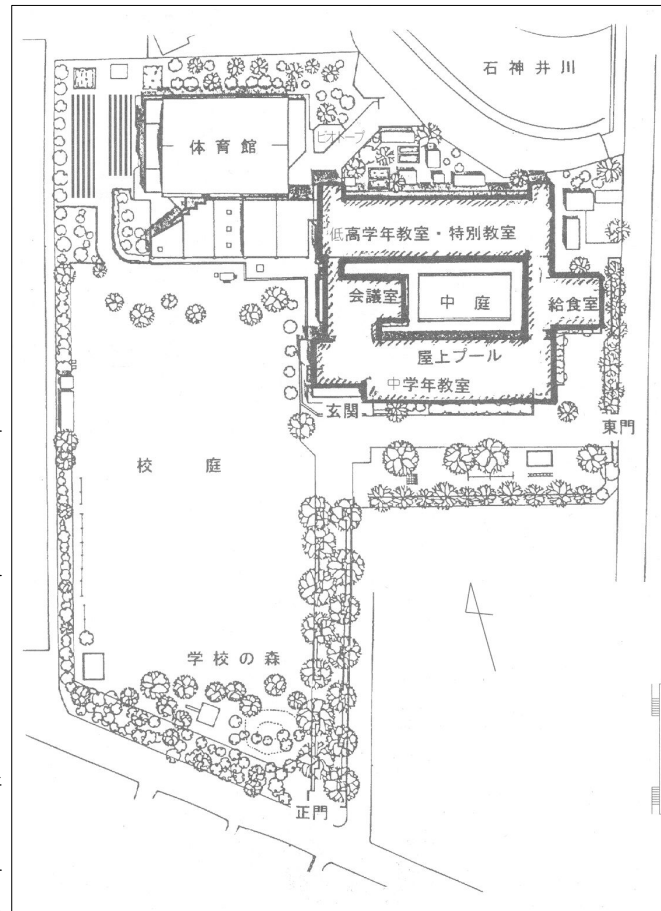 石神井川
体育館
ビオトープ
低高学年教室・特別教室
会議室
中庭
給食室
屋上プール
中学年教室
玄関
東門
校庭
学校の森
正門